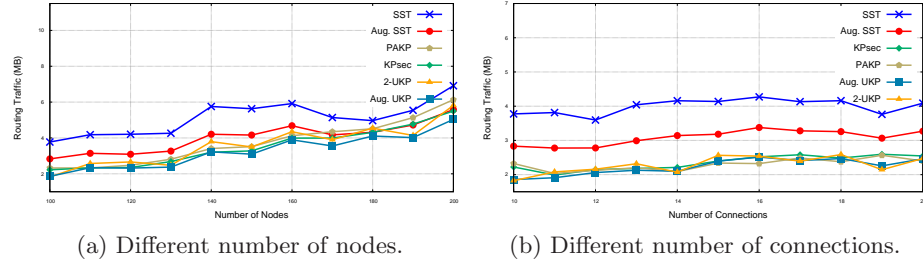 SST
Aug. SST
PAKP
KPsec
2-UKP
Aug. UKP
Routing Traffic (MB)
10
8
6
4
2
100
120
140
160
180
200
Number of Nodes
(a) Different number of nodes.
SST
Aug. SST
KPsec
PAKP
Aug. UKP
2-UKP
Routing Traffic (MB)
7
6
5
4
3
2
10
12
14
16
18
Number of Connections
(b) Different number of connections.